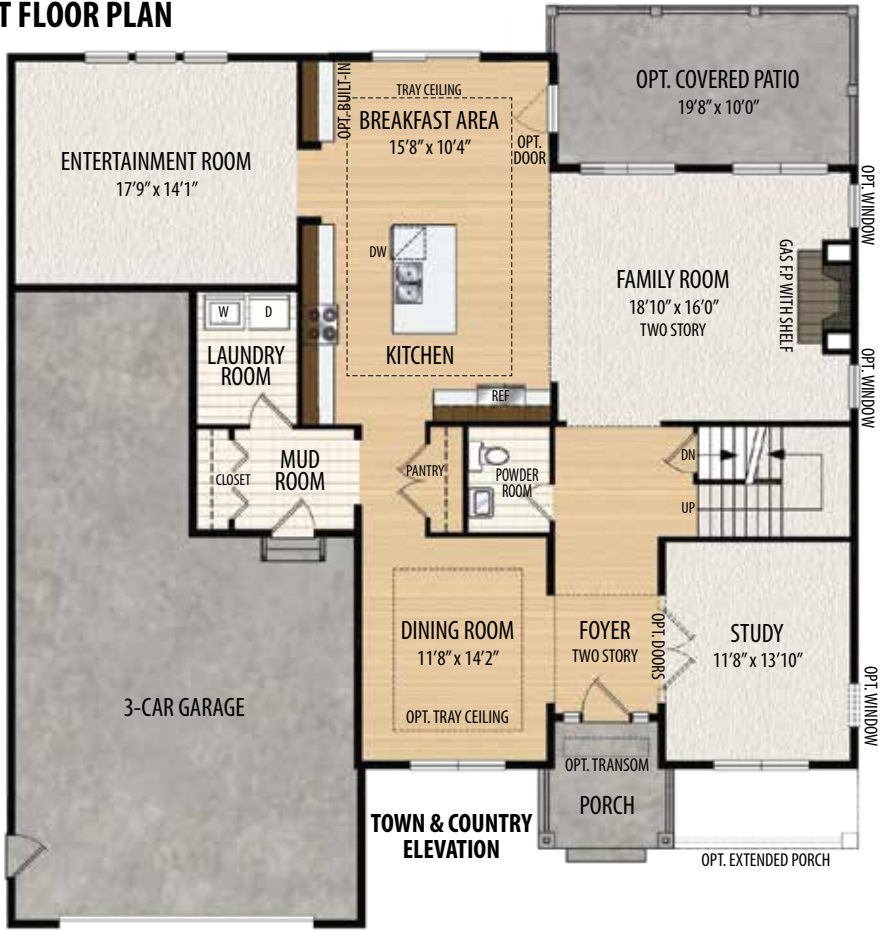 T FLOOR PLAN
OPT. COVERED PATIO
19'8" x 10'0"
OPT. BUILT-IN
TRAY CEILING
BREAKFAST AREA
15'8" x 10'4"
OPT.
DOOR
ENTERTAINMENT ROOM
17'9" x 14'1"
OPT. WINDOW
DW
FAMILY ROOM
18'10" x 16'0"
TWO STORY
GAS F.P WITH SHELF
W
D
LAUNDRY
ROOM
KITCHEN
REF
OPT. WINDOW
CLOSET
MUD
ROOM
PANTRY
POWDER
ROOM
DN
UP
DINING ROOM
11'8" x 14'2"
OPT. TRAY CEILING
FOYER
TWO STORY
OPT. DOORS
STUDY
11'8" x 13'10"
OPT. WINDOW
3-CAR GARAGE
OPT. TRANSOM
PORCH
TOWN & COUNTRY
ELEVATION
OPT. EXTENDED PORCH